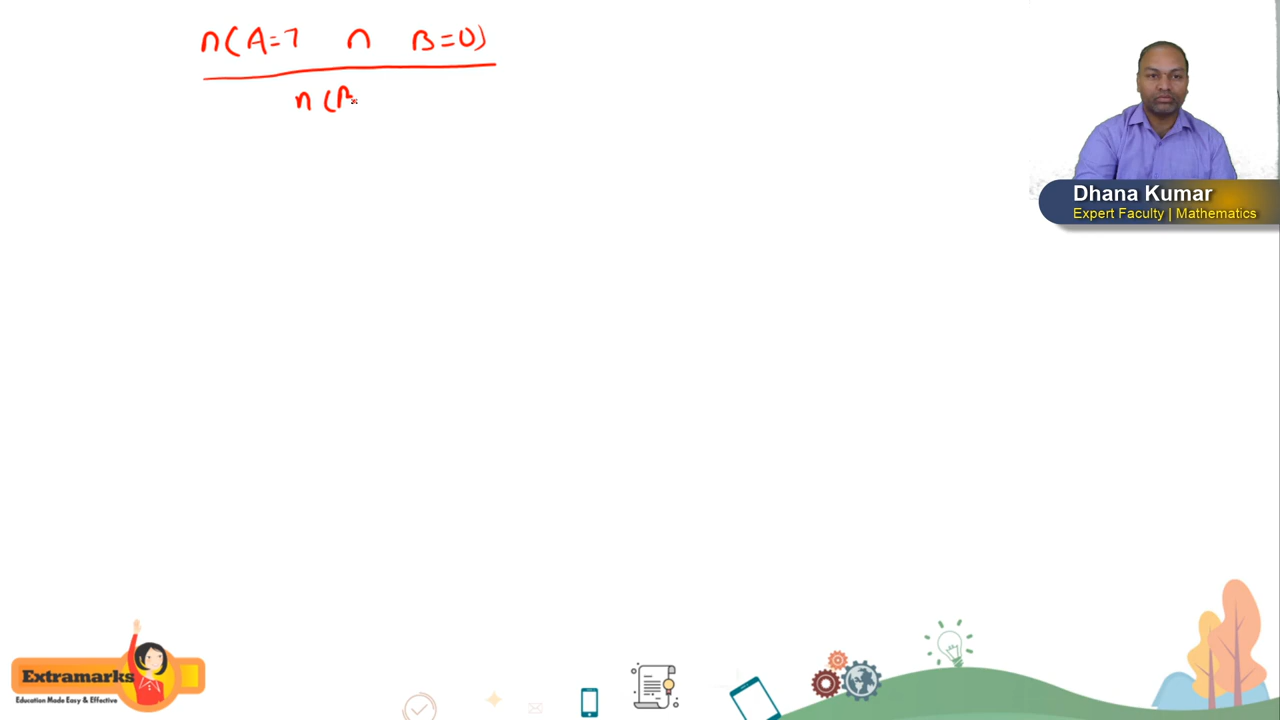 n(A=7 ∩ B=0)
n(
Dhana Kumar
Expert Faculty | Mathematics
Extramarks
Education Made Easy & Effective